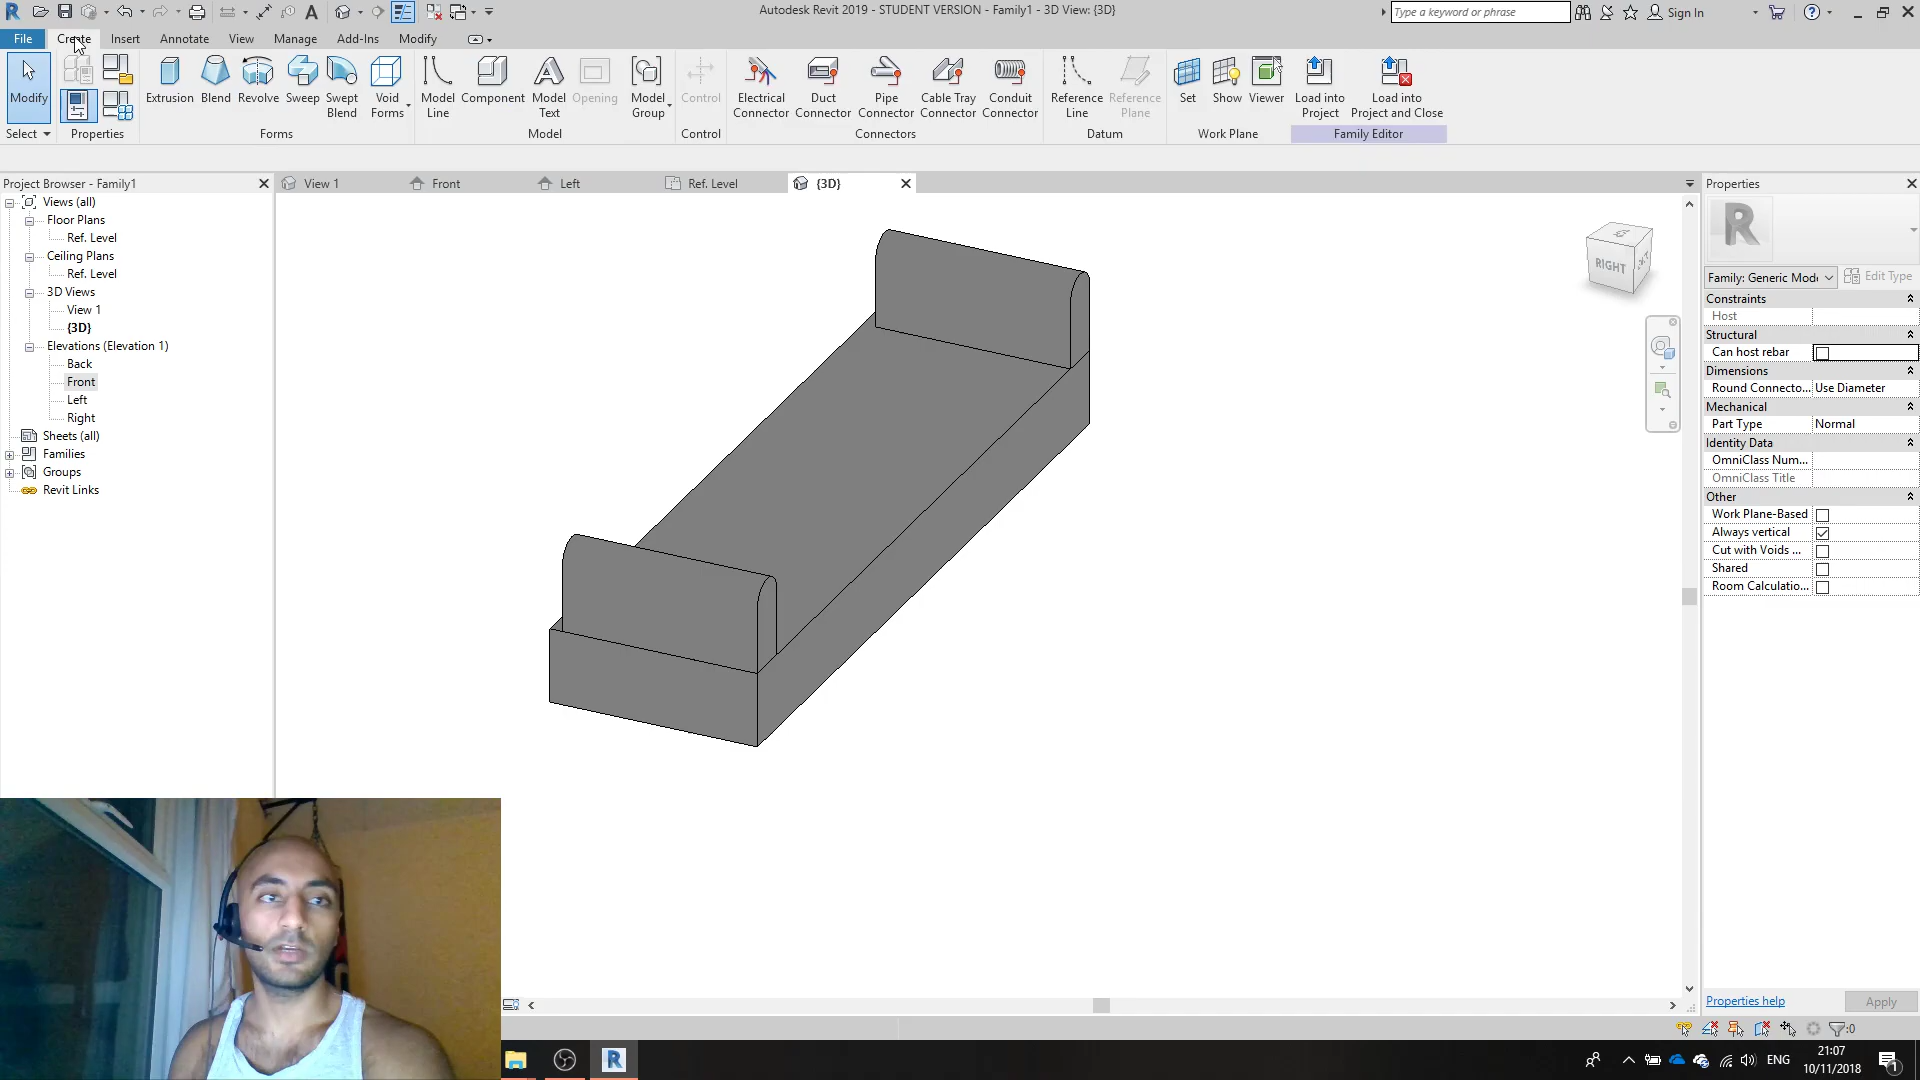 Autodesk Revit 2019 - STUDENT VERSION - Family1 - 3D View: {3D}
Type a keyword or phrase
Sign In
File
Create
Insert
Annotate
View
Manage
Add-Ins
Modify
Modify
Extrusion
Blend
Revolve
Sweep
Swept Blend
Void Forms
Model Line
Component
Model Text
Opening
Model Group
Control
Electrical Connector
Duct Connector
Pipe Connector
Cable Tray Connector
Conduit Connector
Reference Line
Reference Plane
Set
Show
Viewer
Load into Project
Load into Project and Close
Select
Properties
Forms
Model
Control
Connectors
Datum
Work Plane
Family Editor
Project Browser - Family1
View 1
Front
Left
Ref. Level
{3D}
Properties
Views (all)
Floor Plans
Ref. Level
Ceiling Plans
Ref. Level
3D Views
View 1
{3D}
Elevations (Elevation 1)
Back
Front
Left
Right
Sheets (all)
Families
Groups
Revit Links
RIGHT
R
Family: Generic Mode
Edit Type
Constraints
Host
Structural
Can host rebar
Dimensions
Round Connecto... Use Diameter
Mechanical
Part Type Normal
Identity Data
OmniClass Num...
OmniClass Title
Other
Work Plane-Based
Always vertical
Cut with Voids ...
Shared
Room Calculatio...
Properties help
Apply
:0
ENG
21:07
10/11/2018
1